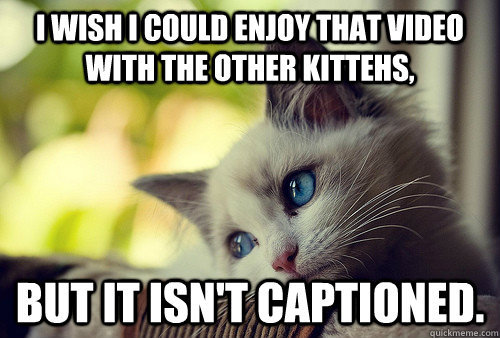 I WISH I COULD ENJOY THAT VIDEO
WITH THE OTHER KITTEHS,
BUT IT ISN'T CAPTIONED.
quickmeme.com